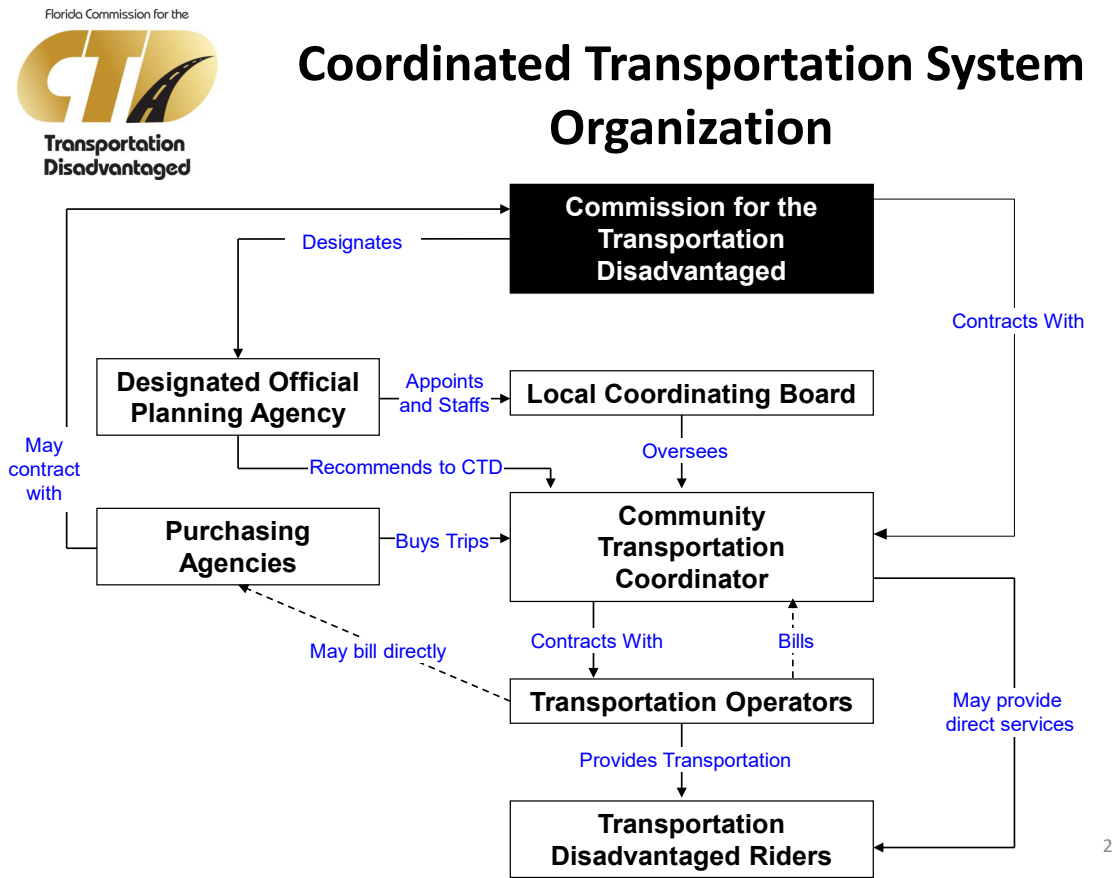 Florida Commission for the
CTD
Transportation
Disadvantaged
Coordinated Transportation System
Organization
Commission for the
Transportation
Disadvantaged
Designates
Contracts With
Designated Official
Planning Agency
Appoints
and Staffs
Local Coordinating Board
May
contract
with
Recommends to CTD
Oversees
Purchasing
Agencies
Buys Trips
Community
Transportation
Coordinator
May bill directly
Contracts With
Bills
Transportation Operators
May provide
direct services
Provides Transportation
Transportation
Disadvantaged Riders
2